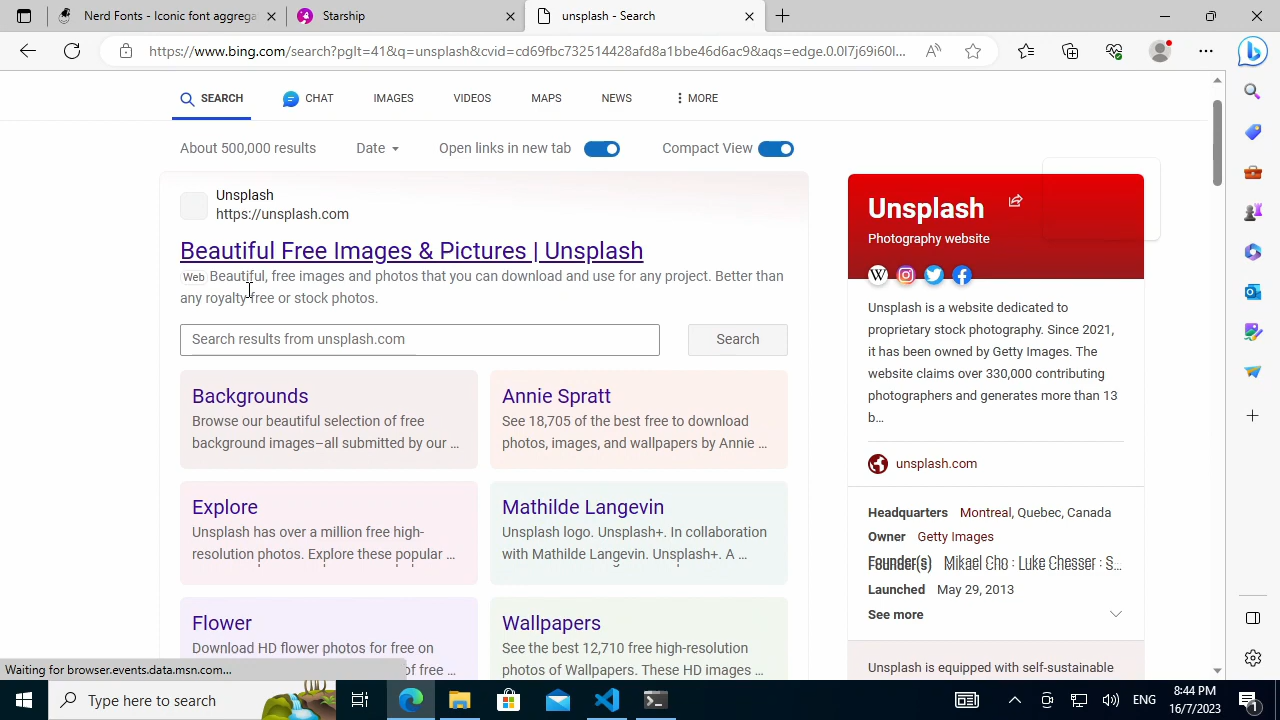 Nerd Fonts - Iconic font aggrega
Starship
unsplash - Search
https://www.bing.com/search?pglt=41&q=unsplash&cvid=cd69fbc732514428afd8a1bbe46d6ac9&aqs=edge.0.0l7j69i60l...
SEARCH
CHAT
IMAGES
VIDEOS
MAPS
NEWS
MORE
About 500,000 results
Date
Open links in new tab
Compact View
Unsplash
https://unsplash.com
Beautiful Free Images & Pictures | Unsplash
Web Beautiful, free images and photos that you can download and use for any project. Better than
any royalty free or stock photos.
Search results from unsplash.com
Search
Backgrounds
Browse our beautiful selection of free
background images–all submitted by our ...
Annie Spratt
See 18,705 of the best free to download
photos, images, and wallpapers by Annie ...
Explore
Unsplash has over a million free high-
resolution photos. Explore these popular ...
Mathilde Langevin
Unsplash logo. Unsplash+. In collaboration
with Mathilde Langevin. Unsplash+. A ...
Flower
Download HD flower photos for free on
of free ...
Wallpapers
See the best 12,710 free high-resolution
photos of Wallpapers. These HD images ...
Unsplash
Photography website
W
Unsplash is a website dedicated to
proprietary stock photography. Since 2021,
it has been owned by Getty Images. The
website claims over 330,000 contributing
photographers and generates more than 13
b...
unsplash.com
Headquarters Montreal, Quebec, Canada
Owner Getty Images
Founder(s) Mikael Cho · Luke Chesser · S...
Launched May 29, 2013
See more
Unsplash is equipped with self-sustainable
Waiting for browser.events.data.msn.com...
Type here to search
ENG
8:44 PM
16/7/2023
1